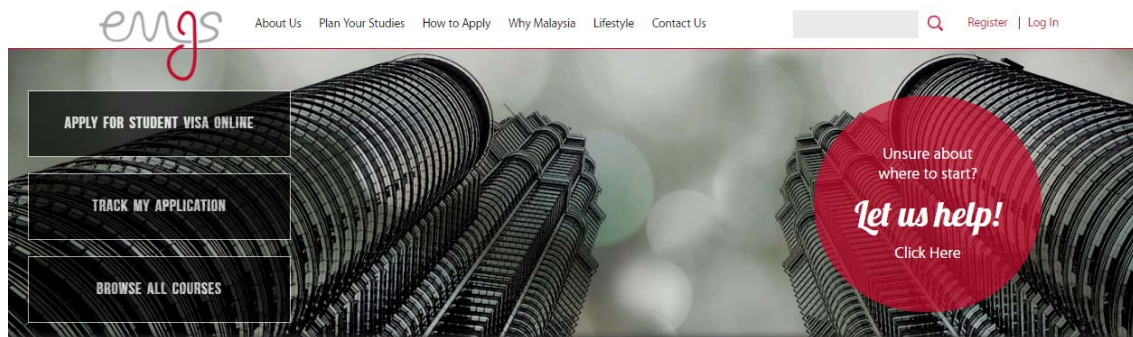 emgs
About Us Plan Your Studies How to Apply Why Malaysia Lifestyle Contact Us
Register | Log In
APPLY FOR STUDENT VISA ONLINE
TRACK MY APPLICATION
BROWSE ALL COURSES
Unsure about
where to start?
Let us help!
Click Here